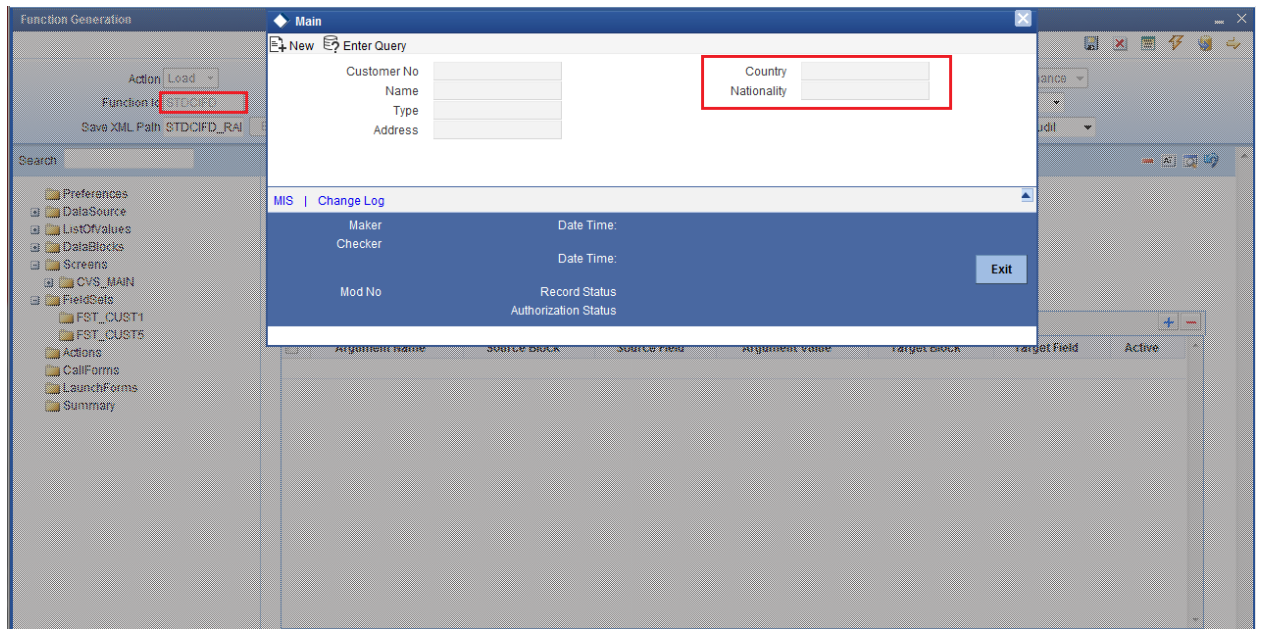 Function Generation
Main
New Enter Query
Customer No
Name
Type
Address
Country
Nationality
Action Load
Function Id STDCIFD
Save XML Path STDCIFD_RAD
Search
Preferences
DataSource
ListOfValues
DataBlocks
Screens
CVS_MAIN
FieldSets
FST_CUST1
FST_CUST5
Actions
CallForms
LaunchForms
Summary
MIS | Change Log
Maker Date Time:
Checker
Date Time:
Exit
Mod No Record Status
Authorization Status
Argument Name Source Block Source Field Argument Value Target Block Target Field Active